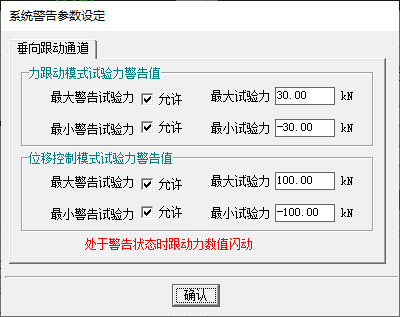 系统警告参数设定
垂向跟动通道
力跟动模式试验力警告值
最大警告试验力 允许 最大试验力 30.00 kN
最小警告试验力 允许 最小试验力 -30.00 kN
位移控制模式试验力警告值
最大警告试验力 允许 最大试验力 100.00 kN
最小警告试验力 允许 最小试验力 -100.00 kN
处于警告状态时跟动力数值闪动
确认